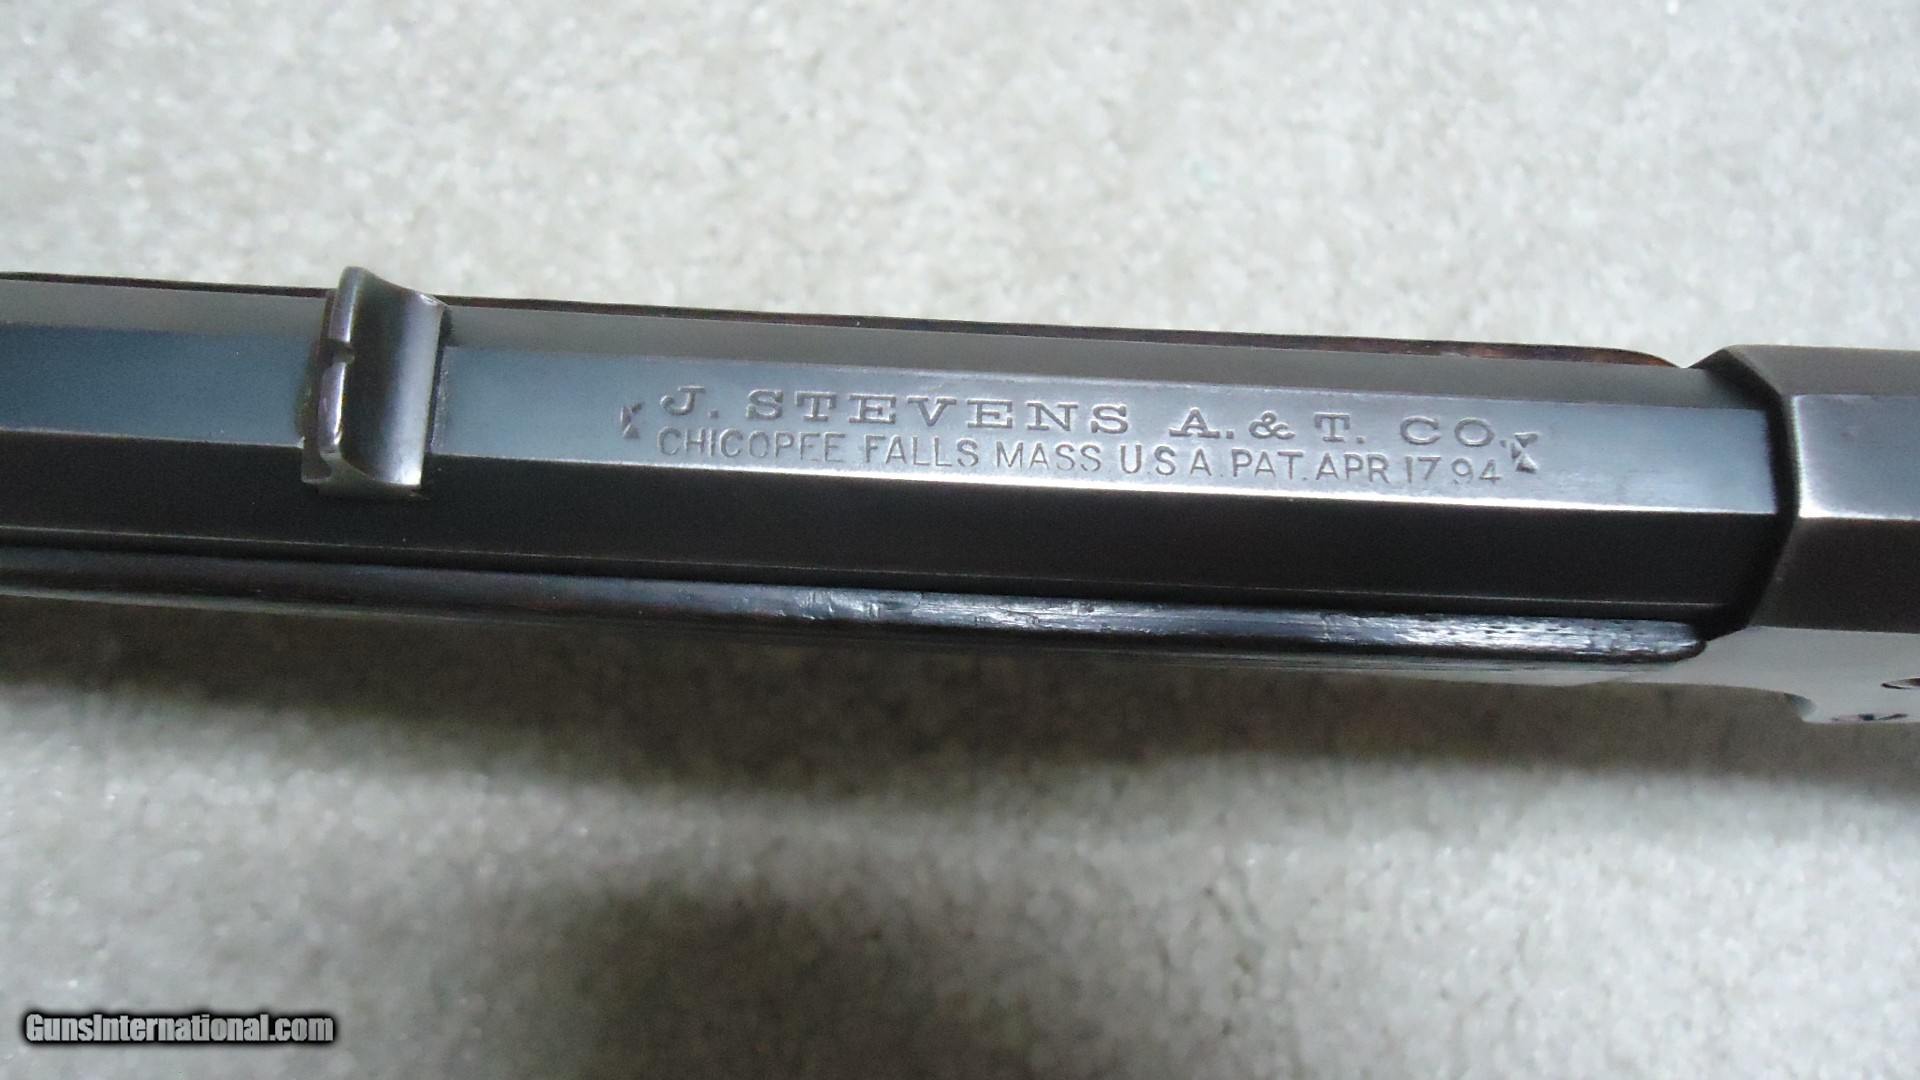 J. STEVENS A. & T. CO.
CHICOPEE FALLS MASS. U.S.A. PAT. APR. 17 94
GunsInternational.com